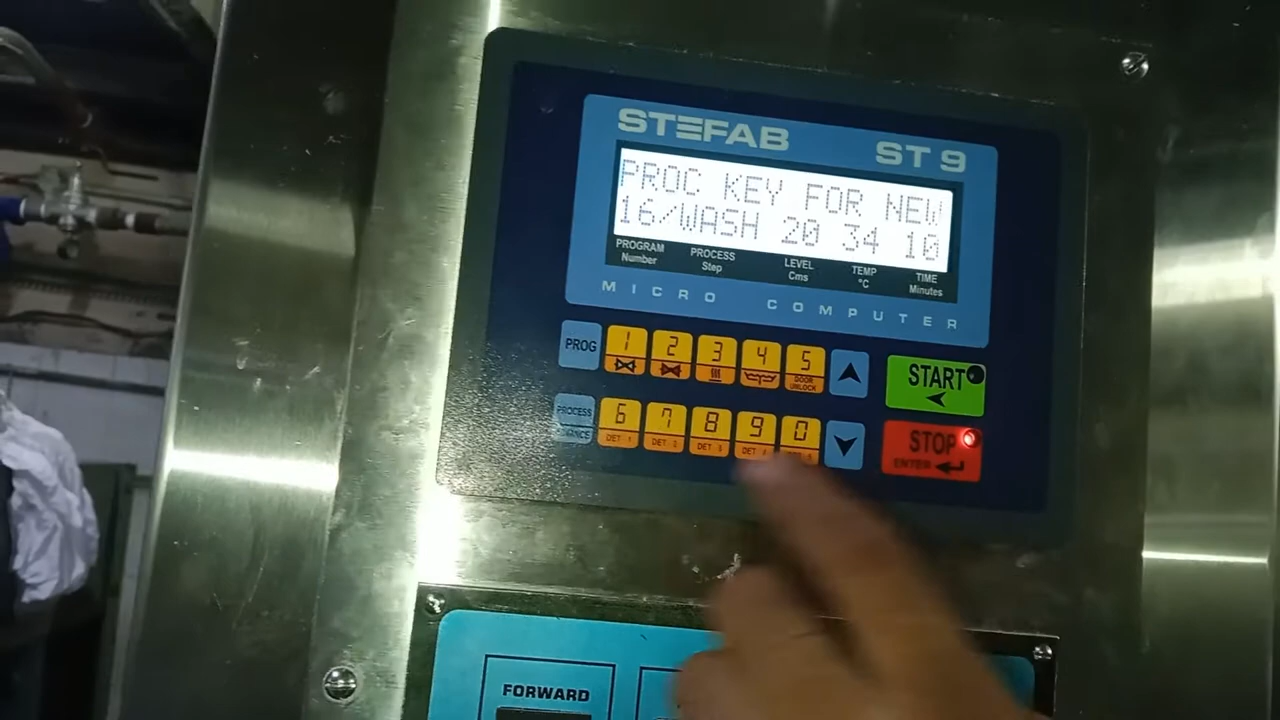 STEFAB ST 9
PROC KEY FOR NEW
16/WASH 20 34 10
PROGRAM Number PROCESS Step LEVEL Cms TEMP °C TIME Minutes
MICRO COMPUTER
PROG 1 2 3 4 5 DOOR UNLOCK START
PROCESS 6 DET 1 7 DET 2 8 DET 3 9 DET 0 STOP ENTER
FORWARD